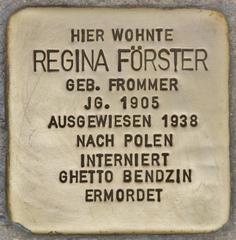 HIER WOHNTE
REGINA FÖRSTER
GEB. FROMMER
JG. 1905
AUSGEWIESEN 1938
NACH POLEN
INTERNIERT
GHETTO BENDZIN
ERMORDET